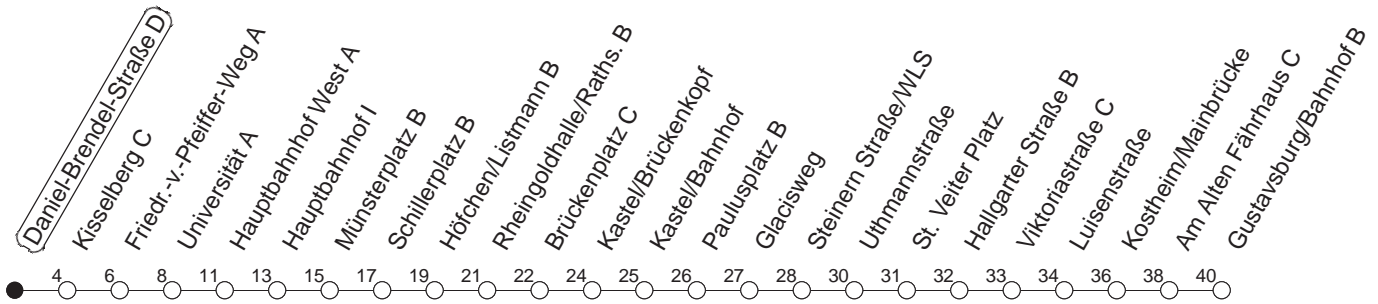 Daniel-Brendel-Straße D
Kisselberg C
Friedr.-v.-Pfeiffer-Weg A
Universität A
Hauptbahnhof West A
Hauptbahnhof I
Münsterplatz B
Schillerplatz B
Höfchen/Listmann B
Rheingoldhalle/Raths. B
Brückenplatz C
Kastel/Brückenkopf
Kastel/Bahnhof
Paulusplatz B
Glacisweg
Steinern Straße/WLS
Uthmannstraße
St. Veiter Platz
Hallgarter Straße B
Viktoriastraße C
Luisenstraße
Kostheim/Mainbrücke
Am Alten Fährhaus C
Gustavsburg/Bahnhof B
4 6 8 11 13 15 17 19 21 22 24 25 26 27 28 30 31 32 33 34 36 38 40